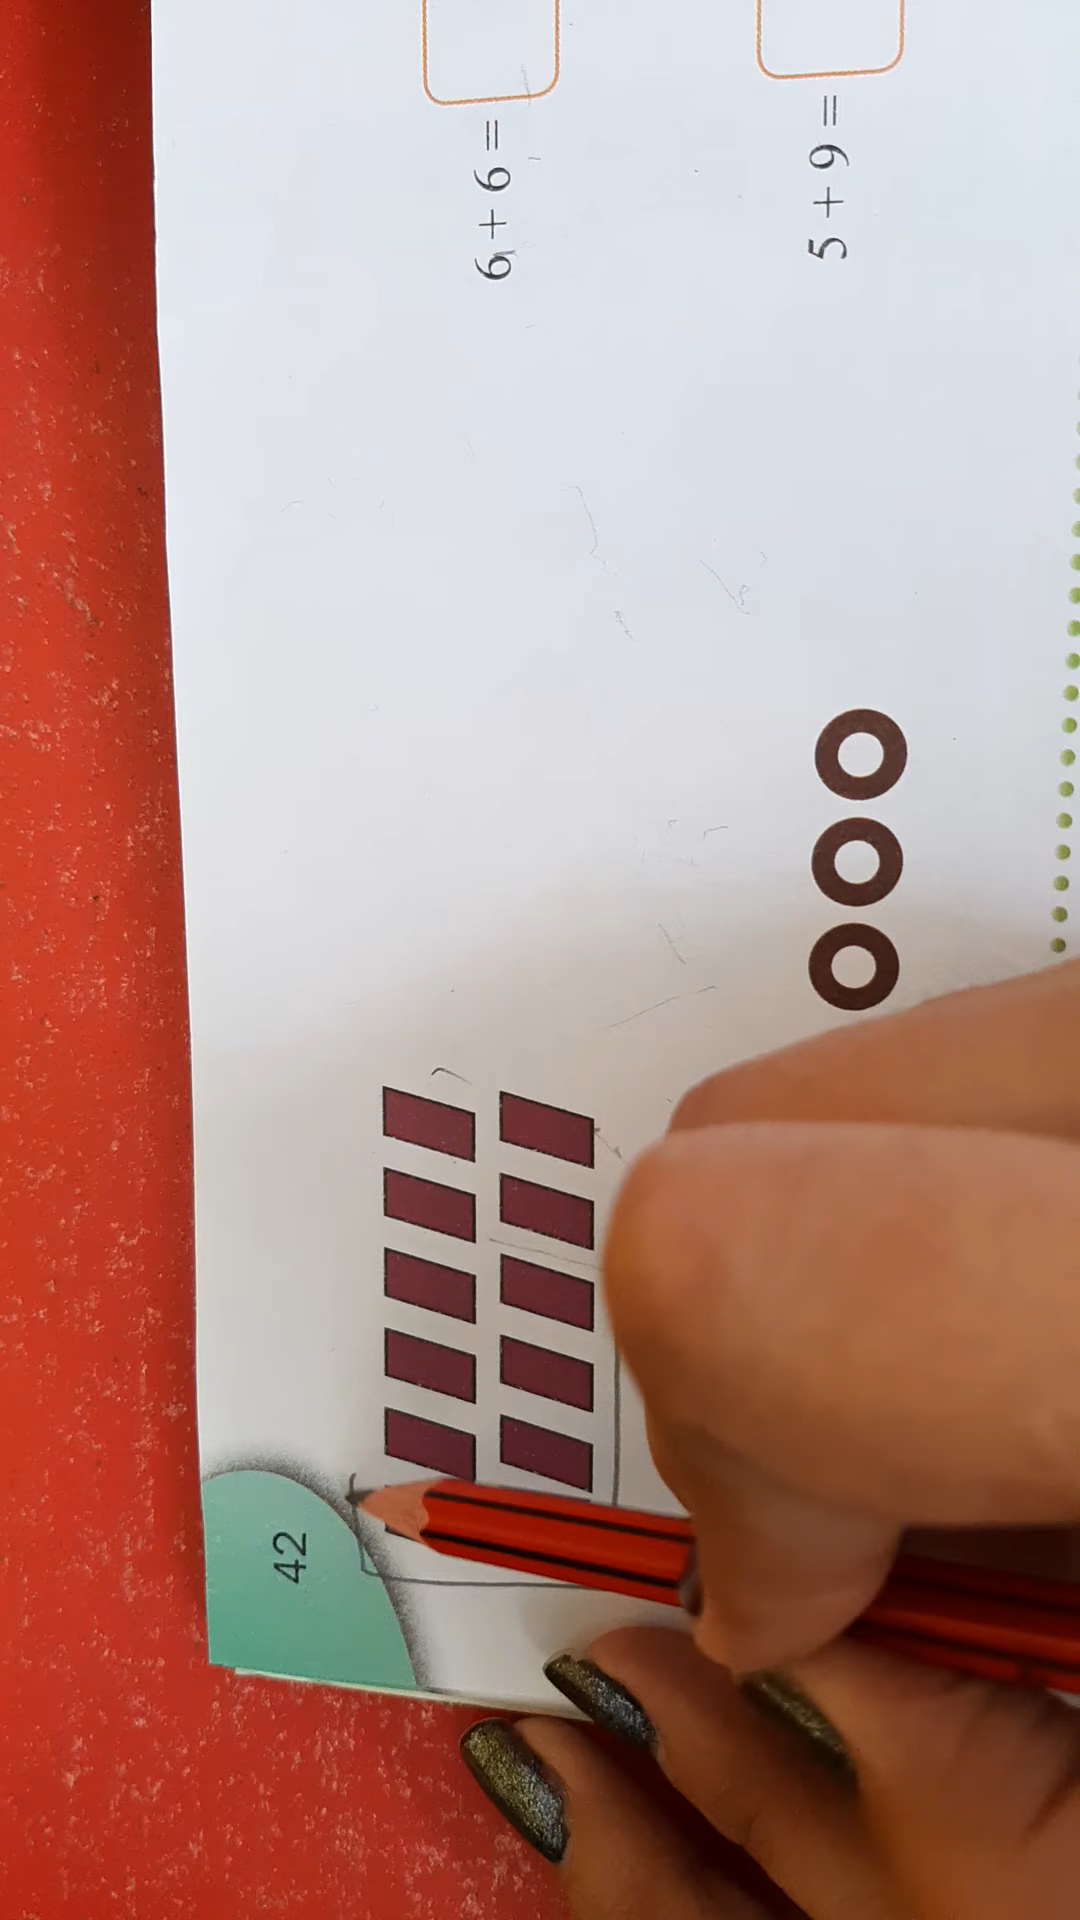 42
6 + 6 =
5 + 9 =